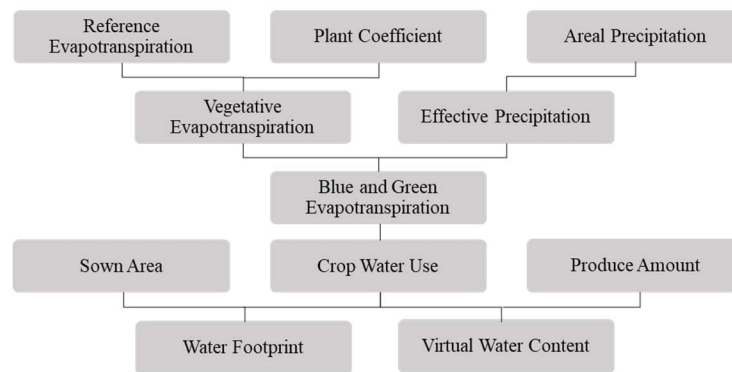 Reference
Evapotranspiration
Plant Coefficient
Areal Precipitation
Vegetative
Evapotranspiration
Effective Precipitation
Blue and Green
Evapotranspiration
Sown Area
Crop Water Use
Produce Amount
Water Footprint
Virtual Water Content